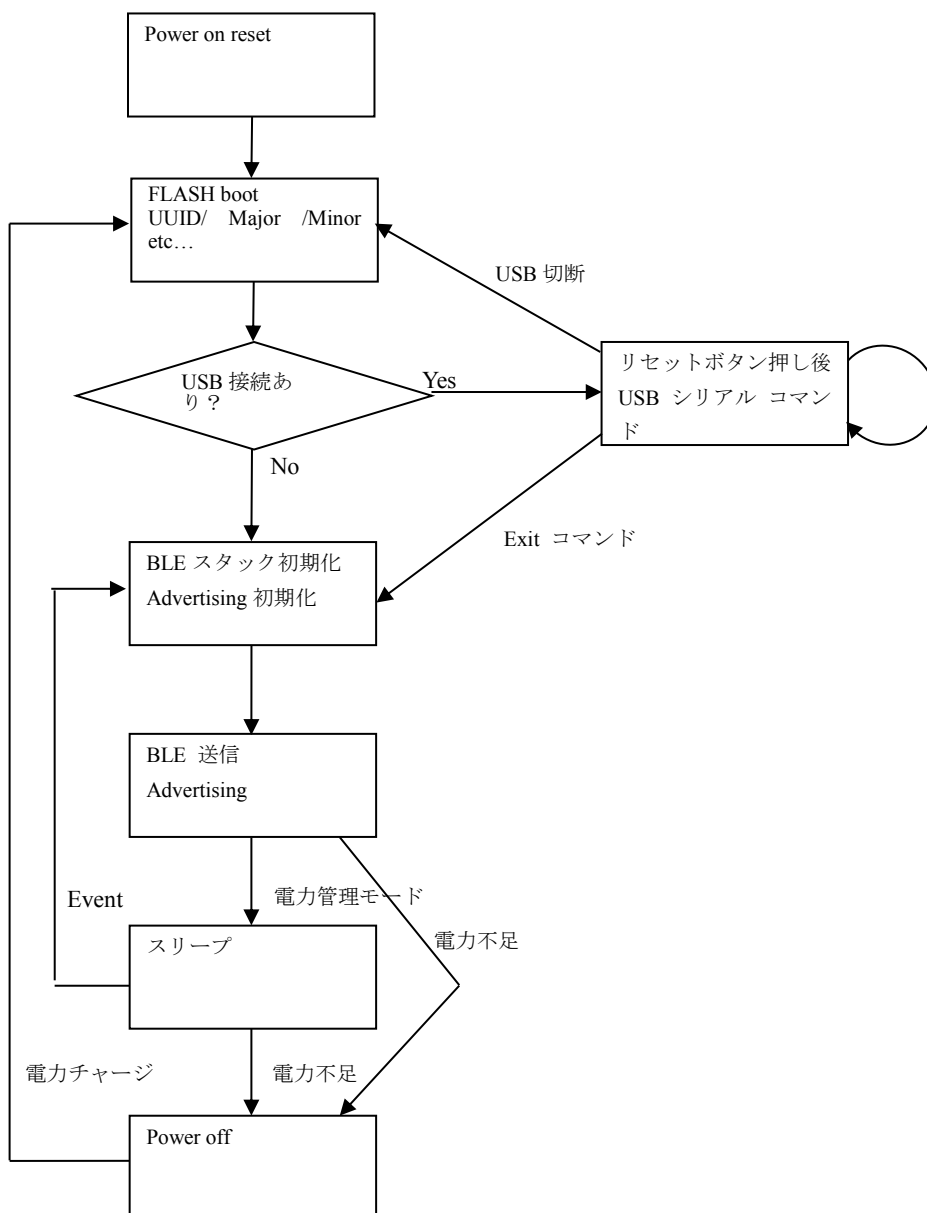 Power on reset
FLASH boot
UUID/ Major /Minor
etc…
USB 切断
USB 接続あ
り？
Yes
リセットボタン押し後
USB シリアル コマン
ド
No
Exit コマンド
BLE スタック初期化
Advertising 初期化
BLE 送信
Advertising
Event
電力管理モード
電力不足
スリープ
電力チャージ
電力不足
Power off